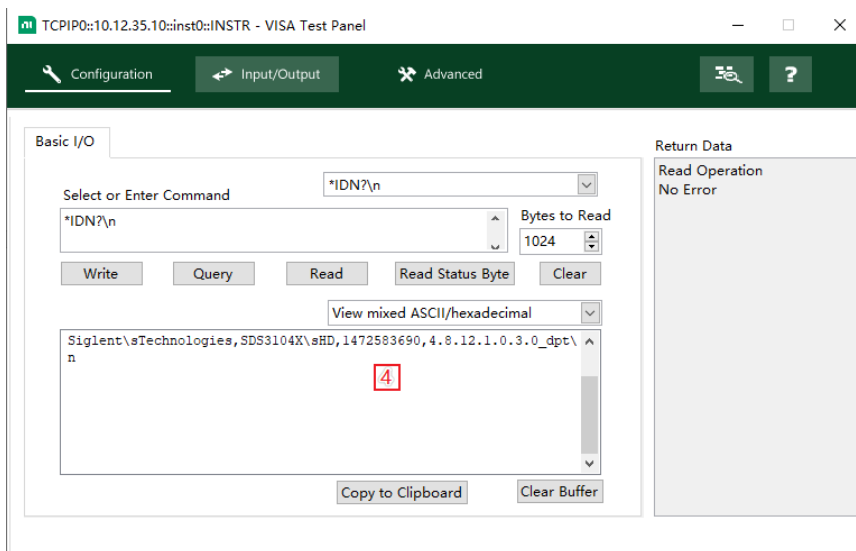 TCPIP0::10.12.35.10::inst0::INSTR - VISA Test Panel
Configuration
Input/Output
Advanced
?
Basic I/O
Select or Enter Command
*IDN?\n
*IDN?\n
Bytes to Read
1024
Write
Query
Read
Read Status Byte
Clear
View mixed ASCII/hexadecimal
Siglent\sTechnologies,SDS3104X\sHD,1472583690,4.8.12.1.0.3.0_dpt\
n
4
Copy to Clipboard
Clear Buffer
Return Data
Read Operation
No Error